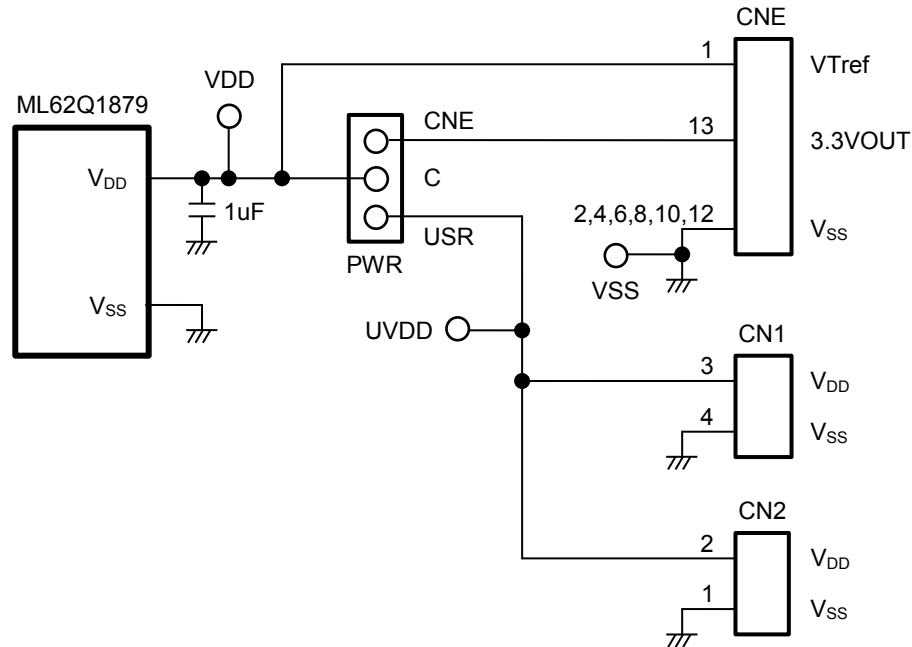 CNE
1
VTref
VDD
ML62Q1879
CNE
13
3.3VOUT
VDD
C
1uF
2,4,6,8,10,12
VSS
USR
PWR
VSS
VSS
UVDD
CN1
3
VDD
4
VSS
CN2
2
VDD
1
VSS